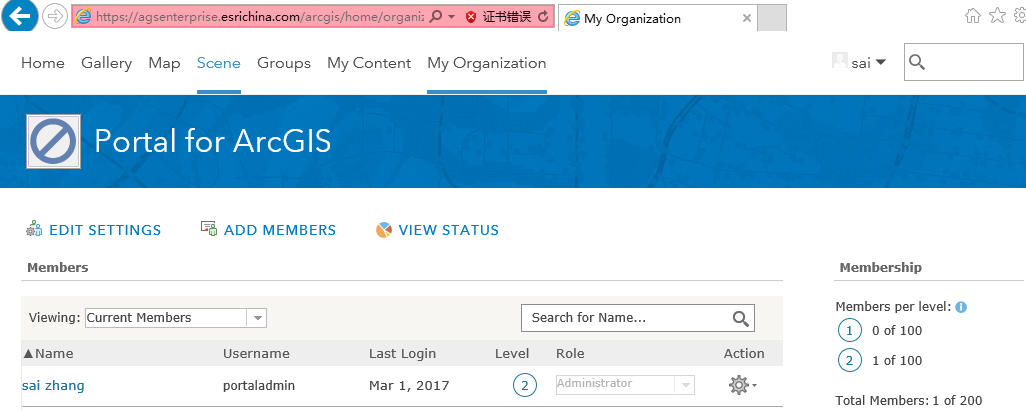 https://agsenterprise.esrichina.com/arcgis/home/organi 证书错误 My Organization
Home Gallery Map Scene Groups My Content My Organization sai
Portal for ArcGIS
EDIT SETTINGS ADD MEMBERS VIEW STATUS
Members Membership
Viewing: Current Members Search for Name... Members per level:
1 0 of 100
Name Username Last Login Level Role Action
2 1 of 100
sai zhang portaladmin Mar 1, 2017 2 Administrator
Total Members: 1 of 200